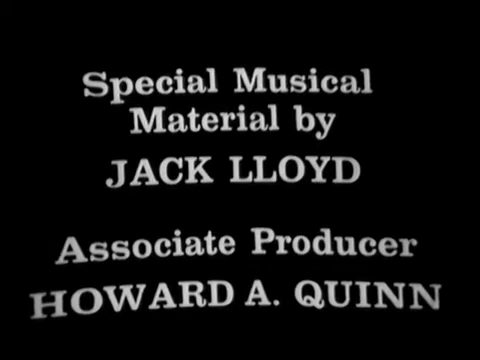 Special Musical
Material by
JACK LLOYD
Associate Producer
HOWARD A. QUINN